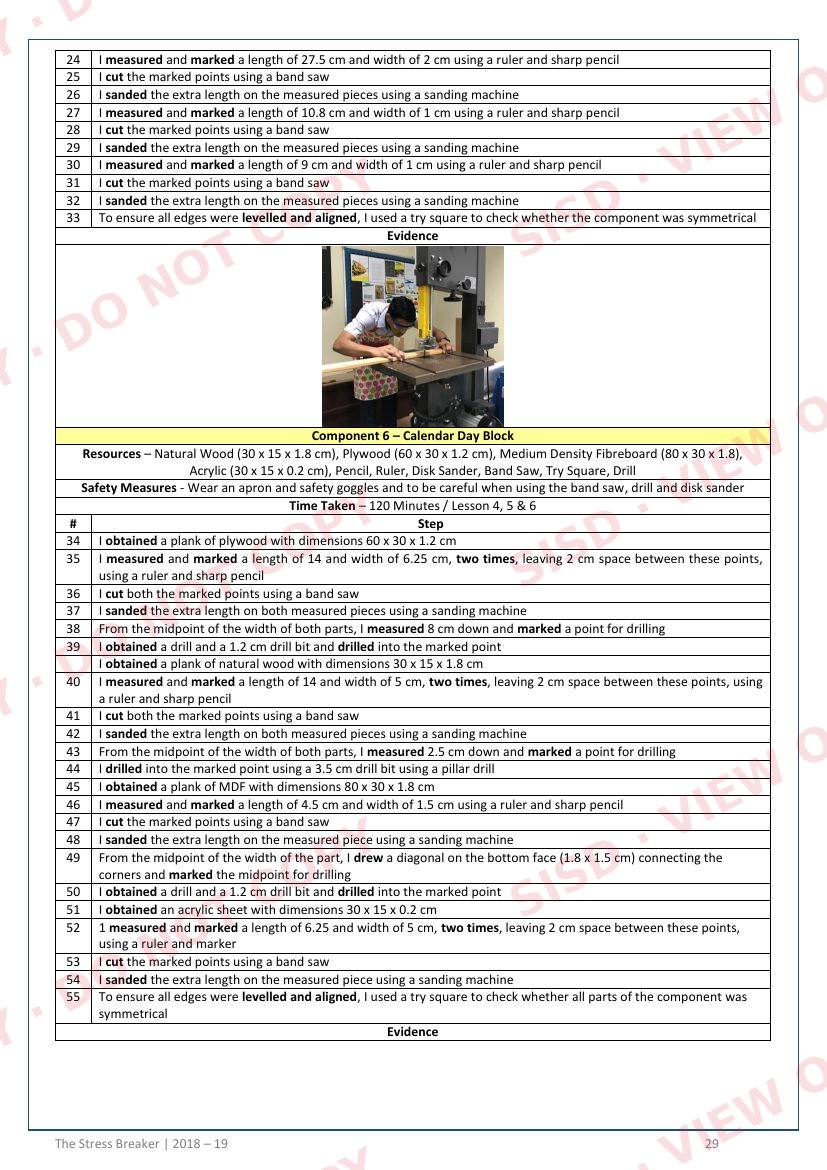 24 I measured and marked a length of 27.5 cm and width of 2 cm using a ruler and sharp pencil
25 I cut the marked points using a band saw
26 I sanded the extra length on the measured pieces using a sanding machine
27 I measured and marked a length of 10.8 cm and width of 1 cm using a ruler and sharp pencil
28 I cut the marked points using a band saw
29 I sanded the extra length on the measured pieces using a sanding machine
30 I measured and marked a length of 9 cm and width of 1 cm using a ruler and sharp pencil
31 I cut the marked points using a band saw
32 I sanded the extra length on the measured pieces using a sanding machine
33 To ensure all edges were levelled and aligned, I used a try square to check whether the component was symmetrical
Evidence
Component 6 – Calendar Day Block
Resources – Natural Wood (30 x 15 x 1.8 cm), Plywood (60 x 30 x 1.2 cm), Medium Density Fibreboard (80 x 30 x 1.8),
Acrylic (30 x 15 x 0.2 cm), Pencil, Ruler, Disk Sander, Band Saw, Try Square, Drill
Safety Measures - Wear an apron and safety goggles and to be careful when using the band saw, drill and disk sander
Time Taken – 120 Minutes / Lesson 4, 5 & 6
# Step
34 I obtained a plank of plywood with dimensions 60 x 30 x 1.2 cm
35 I measured and marked a length of 14 and width of 6.25 cm, two times, leaving 2 cm space between these points,
using a ruler and sharp pencil
36 I cut both the marked points using a band saw
37 I sanded the extra length on both measured pieces using a sanding machine
38 From the midpoint of the width of both parts, I measured 8 cm down and marked a point for drilling
39 I obtained a drill and a 1.2 cm drill bit and drilled into the marked point
I obtained a plank of natural wood with dimensions 30 x 15 x 1.8 cm
40 I measured and marked a length of 14 and width of 5 cm, two times, leaving 2 cm space between these points, using
a ruler and sharp pencil
41 I cut both the marked points using a band saw
42 I sanded the extra length on both measured pieces using a sanding machine
43 From the midpoint of the width of both parts, I measured 2.5 cm down and marked a point for drilling
44 I drilled into the marked point using a 3.5 cm drill bit using a pillar drill
45 I obtained a plank of MDF with dimensions 80 x 30 x 1.8 cm
46 I measured and marked a length of 4.5 cm and width of 1.5 cm using a ruler and sharp pencil
47 I cut the marked points using a band saw
48 I sanded the extra length on the measured piece using a sanding machine
49 From the midpoint of the width of the part, I drew a diagonal on the bottom face (1.8 x 1.5 cm) connecting the
corners and marked the midpoint for drilling
50 I obtained a drill and a 1.2 cm drill bit and drilled into the marked point
51 I obtained an acrylic sheet with dimensions 30 x 15 x 0.2 cm
52 1 measured and marked a length of 6.25 and width of 5 cm, two times, leaving 2 cm space between these points,
using a ruler and marker
53 I cut the marked points using a band saw
54 I sanded the extra length on the measured piece using a sanding machine
55 To ensure all edges were levelled and aligned, I used a try square to check whether all parts of the component was
symmetrical
Evidence
The Stress Breaker | 2018 – 19 29
Y · DO NOT COPY
SISD · VIEW O
Y · DO NOT COPY
SISD · VIEW O
Y · DO NOT COPY
SISD · VIEW O
VIEW O